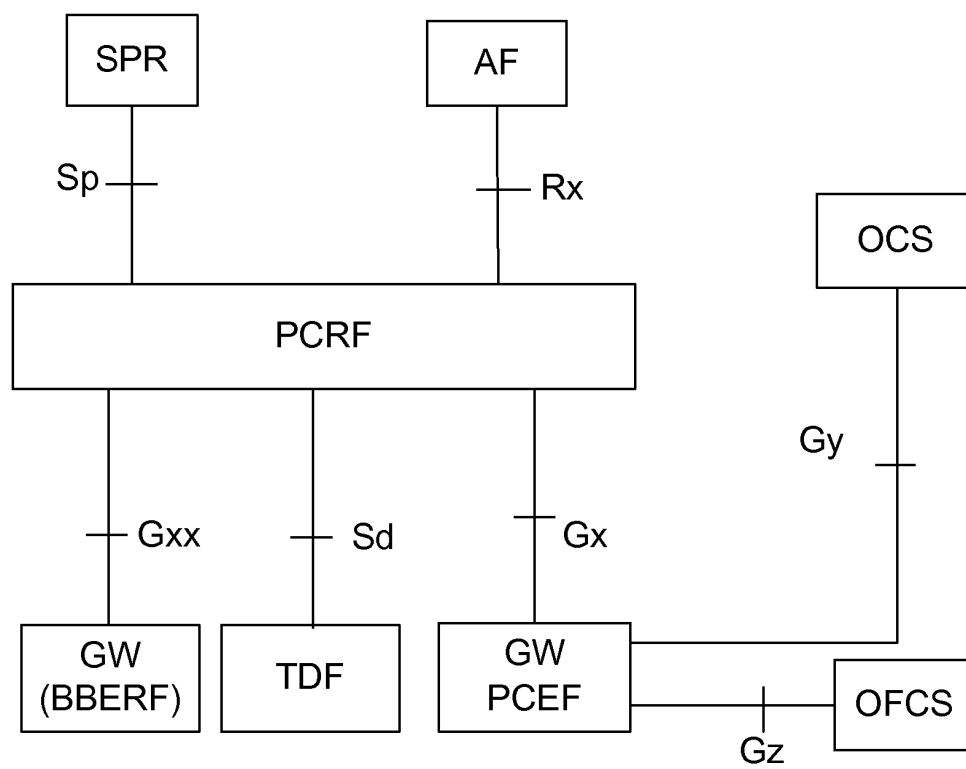 SPR
AF
Sp
Rx
OCS
PCRF
Gy
Gxx
Sd
Gx
GW
(BBERF)
TDF
GW
PCEF
OFCS
Gz